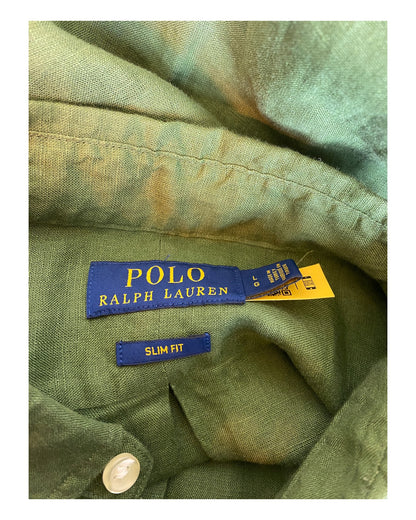 POLO
RALPH LAUREN
L G
SLIM FIT